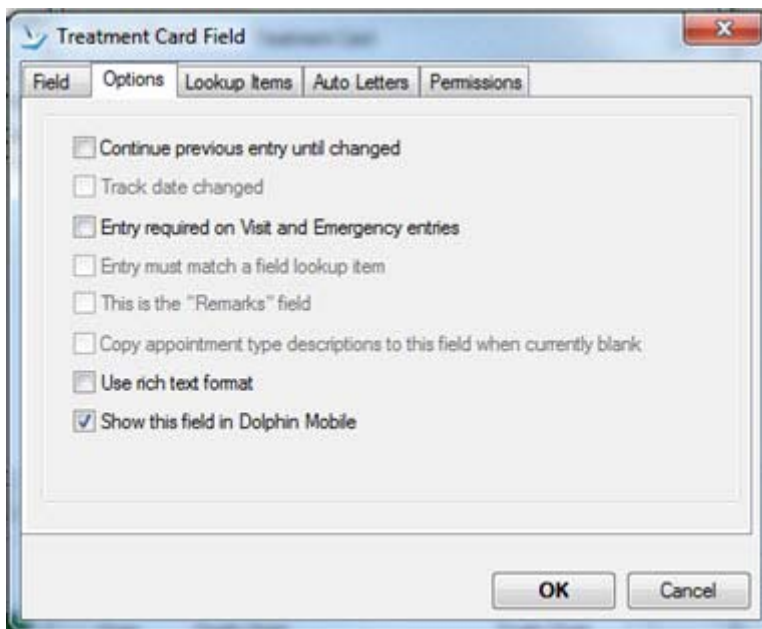 Treatment Card Field
Field Options Lookup Items Auto Letters Permissions
Continue previous entry until changed
Track date changed
Entry required on Visit and Emergency entries
Entry must match a field lookup item
This is the "Remarks" field
Copy appointment type descriptions to this field when currently blank
Use rich text format
Show this field in Dolphin Mobile
OK Cancel